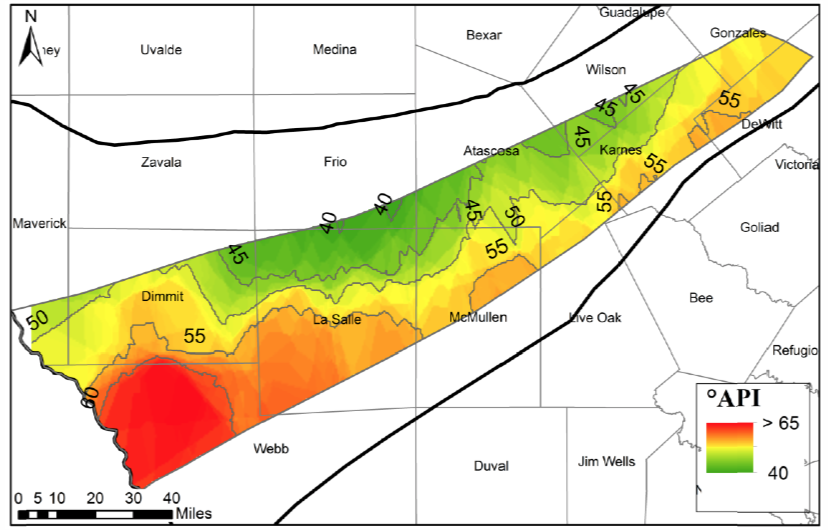 N
ney
Uvalde
Medina
Bexar
Guadalupe
Gonzales
Wilson
45
45
45
55
DeWitt
Zavala
Frio
Atascosa
Karnes
55
Victoria
Maverick
45
40
40
45
50
55
55
Goliad
50
Dimmit
55
La Salle
McMullen
Live Oak
Bee
Refugio
60
Webb
Duval
Jim Wells
°API
> 65
40
0 5 10 20 30 40
Miles